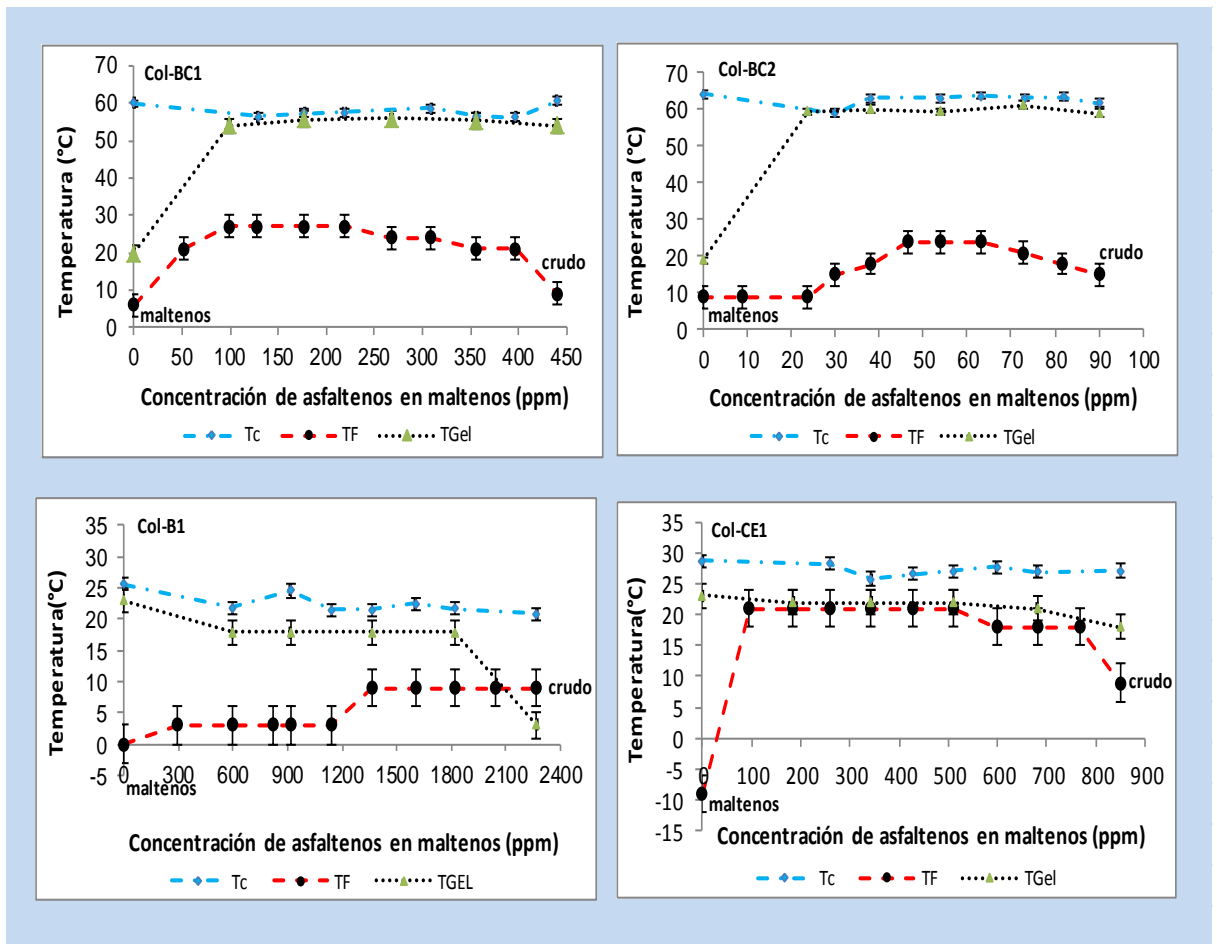 Col-BC1
Temperatura (°C)
70
60
50
40
30
20
10
0
maltenos
crudo
0 50 100 150 200 250 300 350 400 450
Concentración de asfaltenos en maltenos (ppm)
Tc TF TGel
Col-BC2
Temperatura (°C)
70
60
50
40
30
20
10
0
maltenos
crudo
0 10 20 30 40 50 60 70 80 90 100
Concentración de asfaltenos en maltenos (ppm)
Tc TF TGel
Col-B1
Temperatura(°C)
35
30
25
20
15
10
5
0
-5
crudo
0 300 600 900 1200 1500 1800 2100 2400
maltenos
Concentración de asfaltenos en maltenos (ppm)
Tc TF TGEL
Col-CE1
Temperatura(°C)
35
30
25
20
15
10
5
0
-5
-10
-15
crudo
0 100 200 300 400 500 600 700 800 900
maltenos
Concentración de asfaltenos en maltenos (ppm)
Tc TF TGel